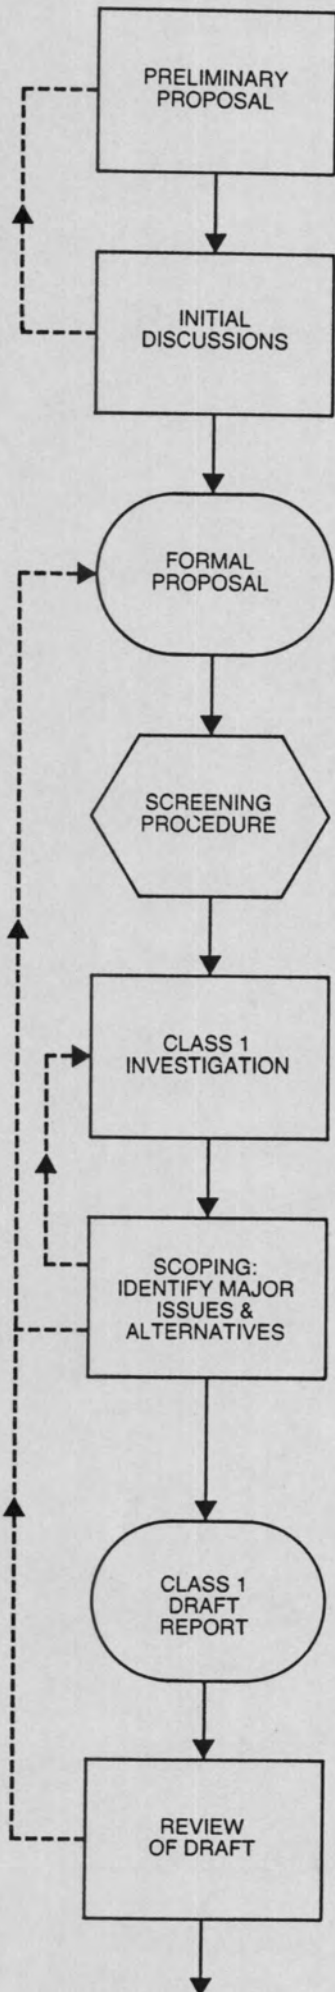 PRELIMINARY
PROPOSAL
INITIAL
DISCUSSIONS
FORMAL
PROPOSAL
SCREENING
PROCEDURE
CLASS 1
INVESTIGATION
SCOPING:
IDENTIFY MAJOR
ISSUES &
ALTERNATIVES
CLASS 1
DRAFT
REPORT
REVIEW
OF DRAFT